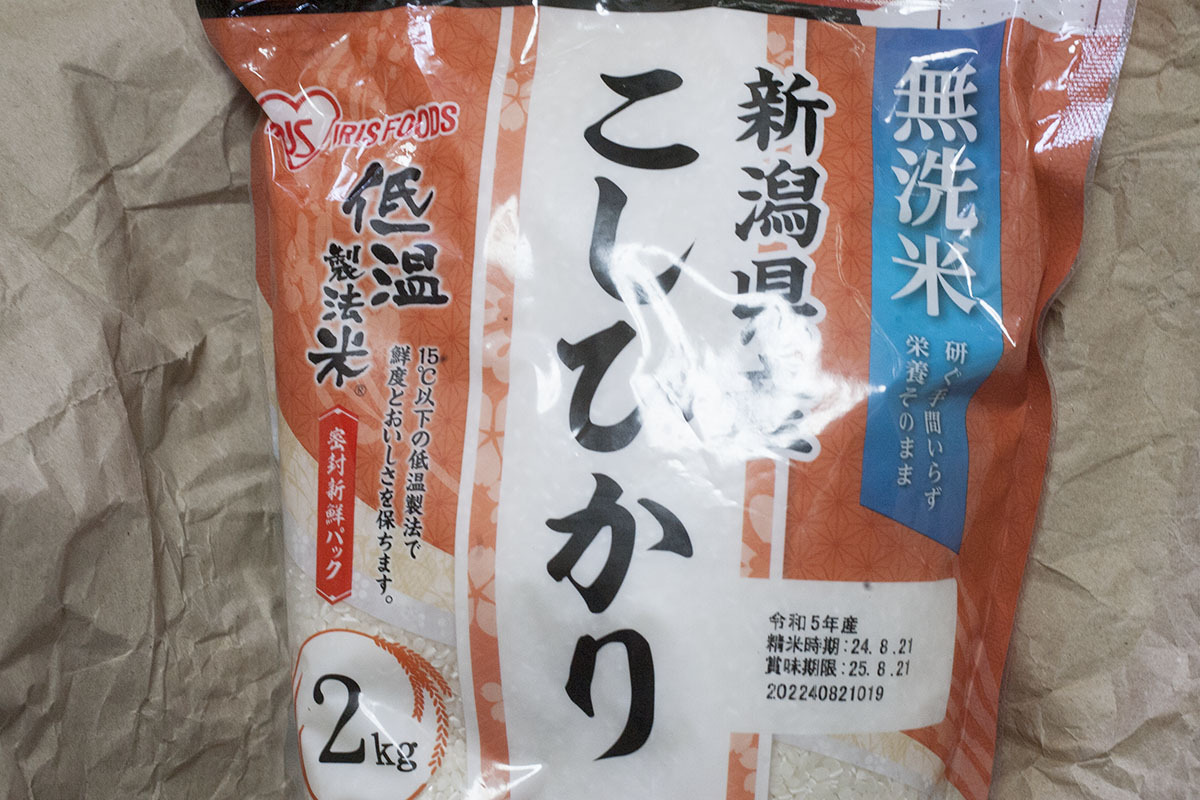 無洗米
研ぐ手間いらず
栄養そのまま
新潟県産
こしひかり
IRIS FOODS
低温
製法米®
15℃以下の低温製法で
鮮度とおいしさを保ちます。
密封新鮮パック
2kg
令和5年産
精米時期:24.8.21
賞味期限:25.8.21
202240821019